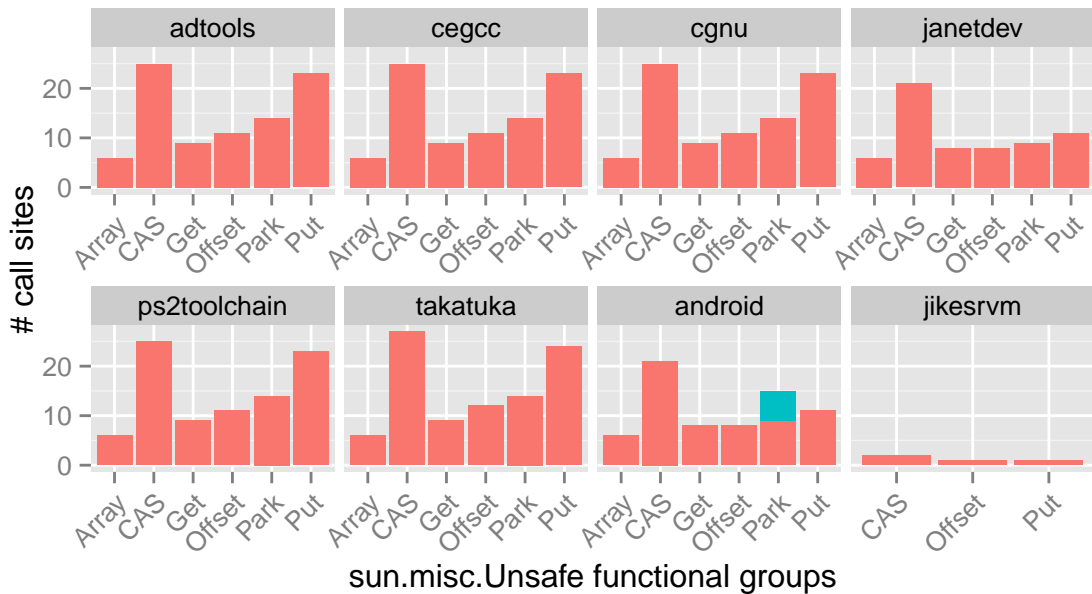 adtools cegcc cgnu janetdev
# call sites
20
10
0
Array CAS Get Offset Park Put Array CAS Get Offset Park Put Array CAS Get Offset Park Put Array CAS Get Offset Park Put
ps2toolchain takatuka android jikesrvm
20
10
0
Array CAS Get Offset Park Put Array CAS Get Offset Park Put Array CAS Get Offset Park Put CAS Offset Put
sun.misc.Unsafe functional groups